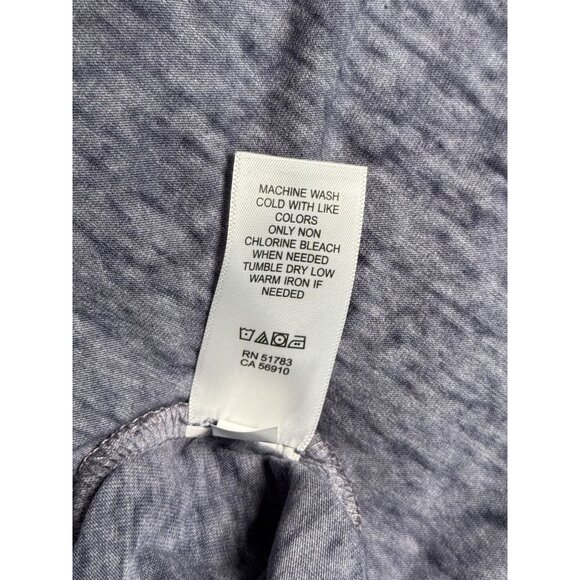 MACHINE WASH
COLD WITH LIKE
COLORS
ONLY NON
CHLORINE BLEACH
WHEN NEEDED
TUMBLE DRY LOW
WARM IRON IF
NEEDED
RN 51783
CA 56910